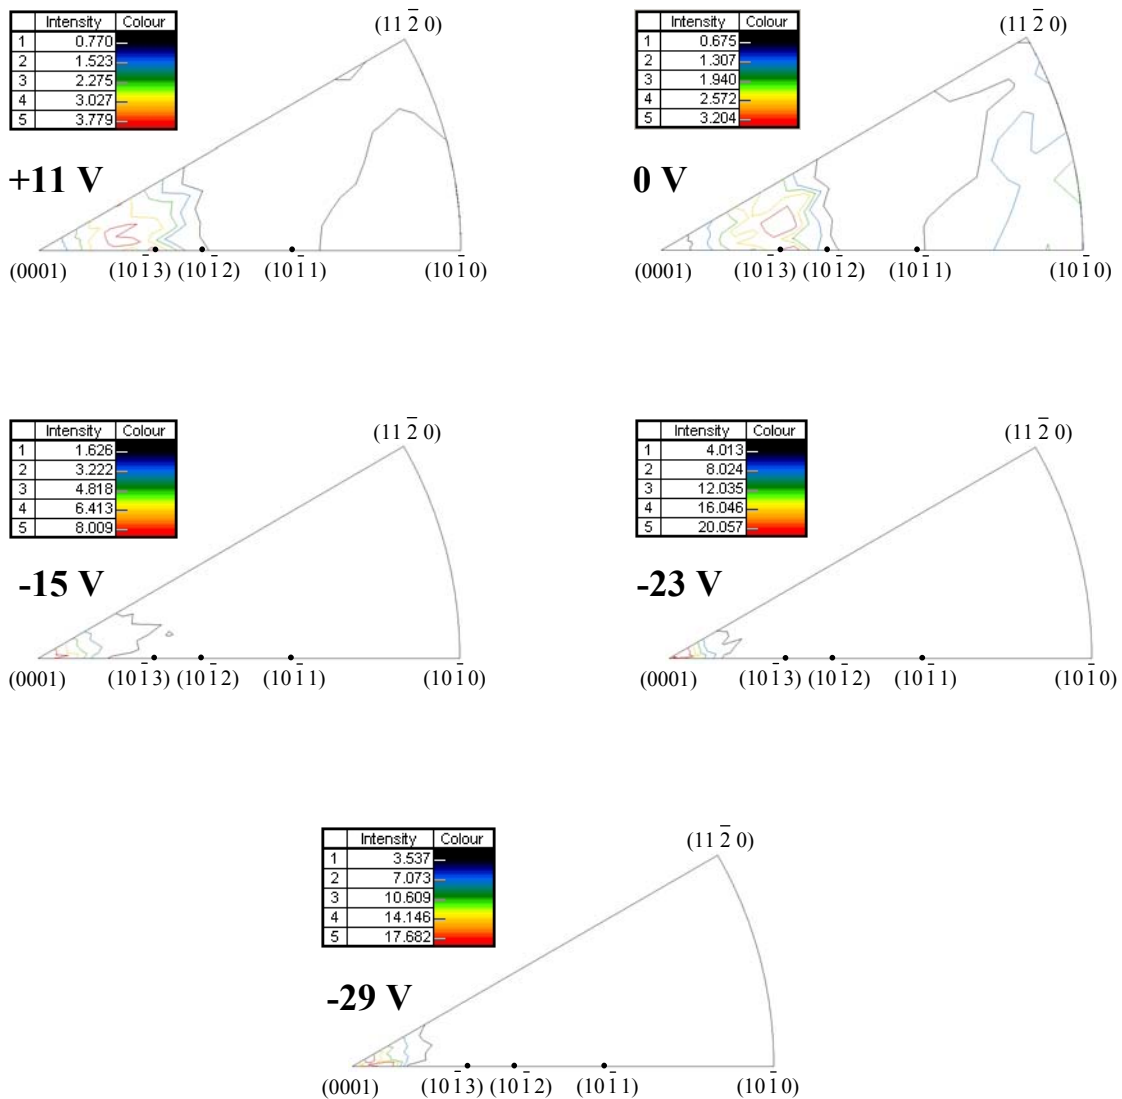 Intensity Colour
1 0.770
2 1.523
3 2.275
4 3.027
5 3.779
(11 2̅ 0)
+11 V
(0001) (10 1̅ 3) (10 1̅ 2) (10 1̅ 1) (10 1̅ 0)
Intensity Colour
1 0.675
2 1.307
3 1.940
4 2.572
5 3.204
(11 2̅ 0)
0 V
(0001) (10 1̅ 3) (10 1̅ 2) (10 1̅ 1) (10 1̅ 0)
Intensity Colour
1 1.626
2 3.222
3 4.818
4 6.413
5 8.009
(11 2̅ 0)
-15 V
(0001) (10 1̅ 3) (10 1̅ 2) (10 1̅ 1) (10 1̅ 0)
Intensity Colour
1 4.013
2 8.024
3 12.035
4 16.046
5 20.057
(11 2̅ 0)
-23 V
(0001) (10 1̅ 3) (10 1̅ 2) (10 1̅ 1) (10 1̅ 0)
Intensity Colour
1 3.537
2 7.073
3 10.609
4 14.146
5 17.682
(11 2̅ 0)
-29 V
(0001) (10 1̅ 3) (10 1̅ 2) (10 1̅ 1) (10 1̅ 0)